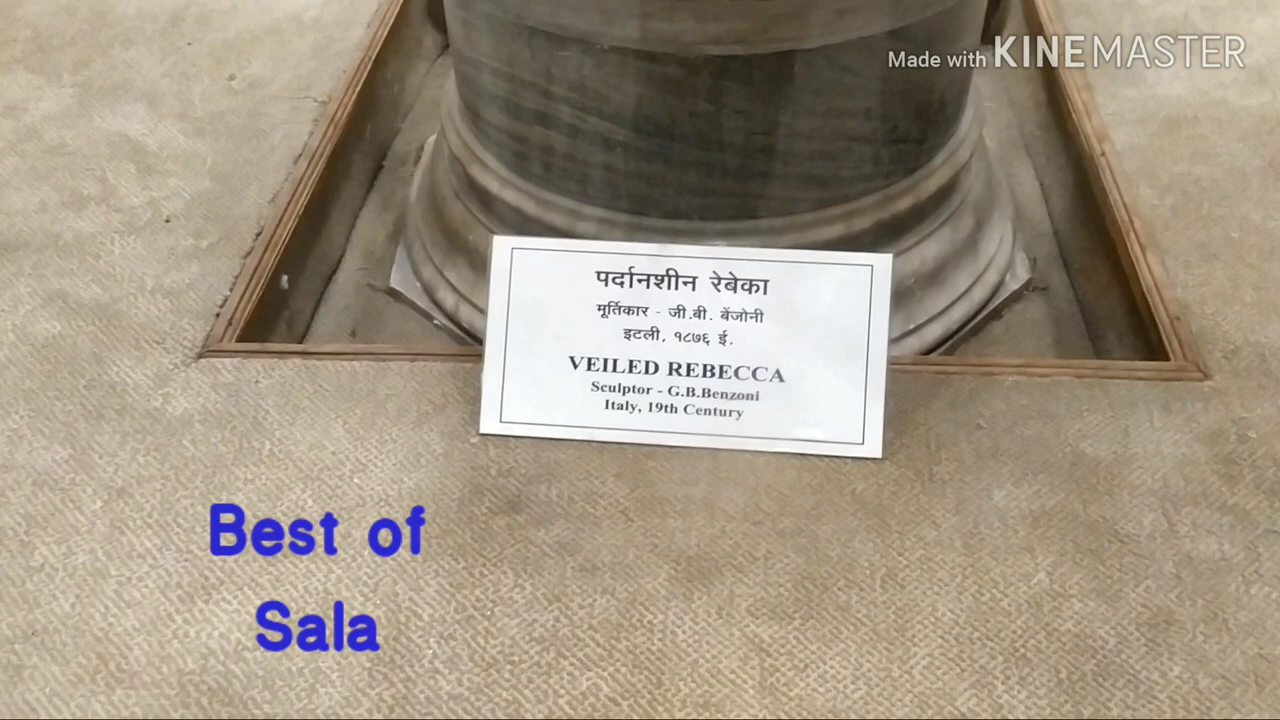 Made with KINEMASTER
पर्दानशीन रेबेका
मूर्तिकार - जी.बी. बेंजोनी
इटली, १८७६ ई.
VEILED REBECCA
Sculptor - G.B.Benzoni
Italy, 19th Century
Best of
Sala